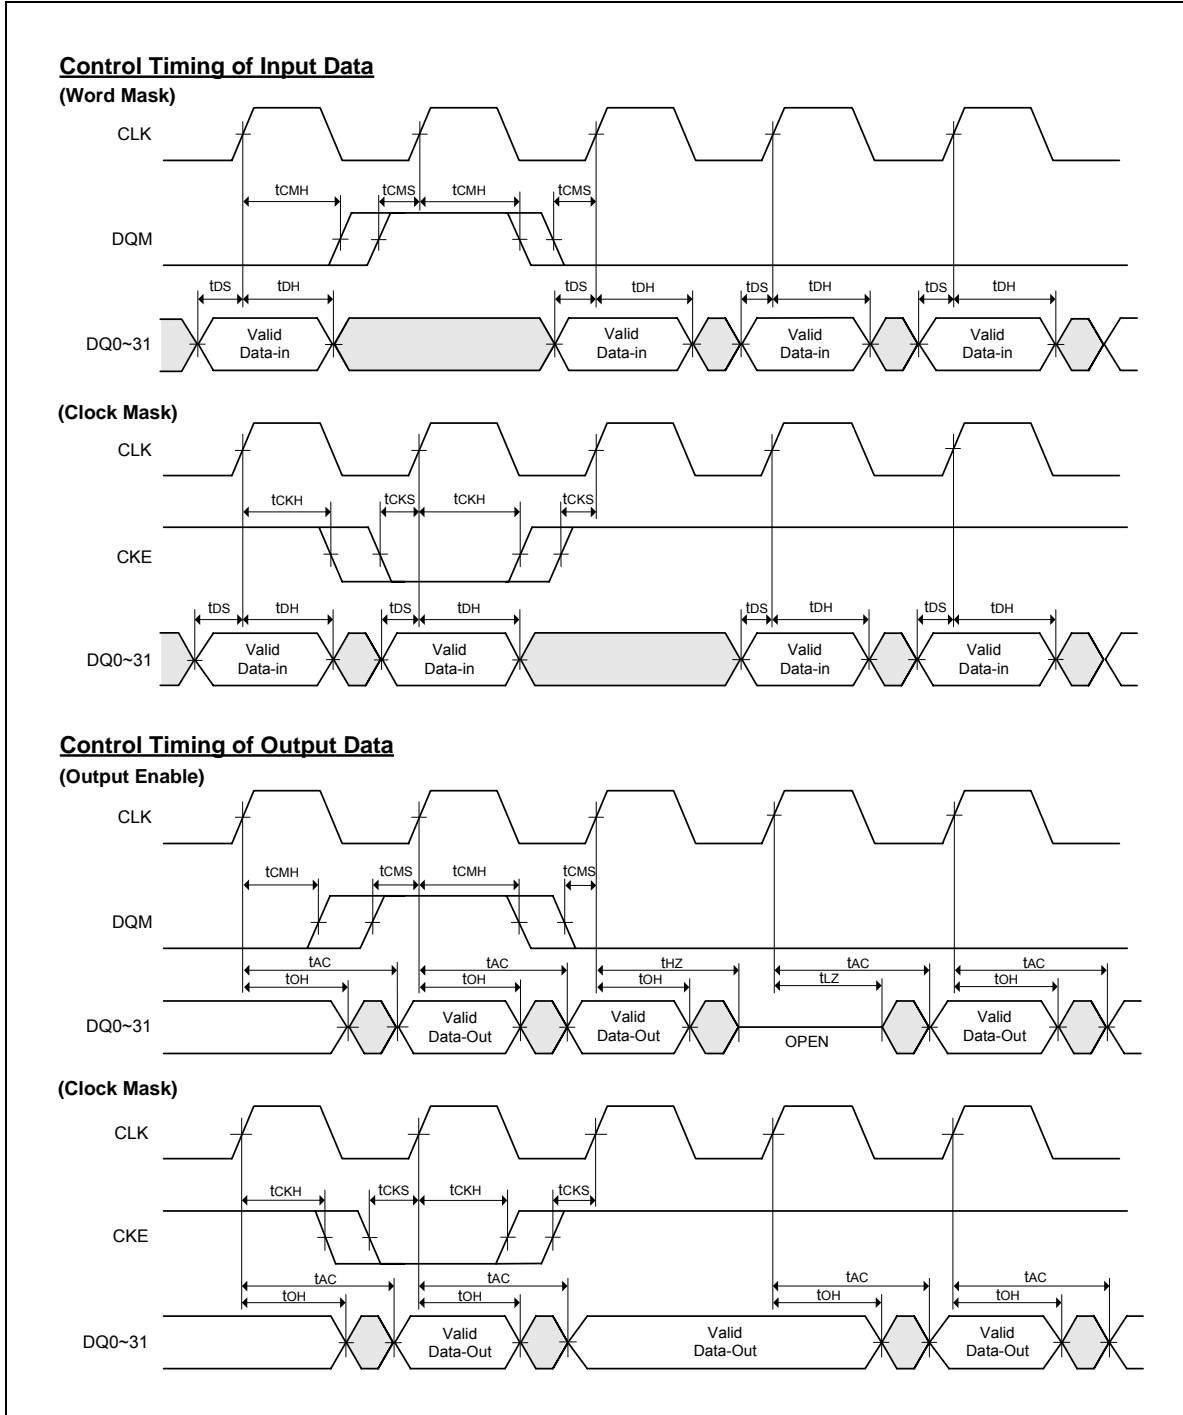 Control Timing of Input Data
(Word Mask)
CLK
tCMH tCMS tCMH tCMS
DQM
tDS tDH tDS tDH tDS tDH tDS tDH
DQ0~31
Valid Data-in
Valid Data-in
Valid Data-in
Valid Data-in
(Clock Mask)
CLK
tCKH tCKS tCKH tCKS
CKE
tDS tDH tDS tDH tDS tDH tDS tDH
DQ0~31
Valid Data-in
Valid Data-in
Valid Data-in
Valid Data-in
Control Timing of Output Data
(Output Enable)
CLK
tCMH tCMS tCMH tCMS
DQM
tAC tAC tHZ tAC tAC
tOH tOH tOH tLZ tOH
DQ0~31
Valid Data-Out
Valid Data-Out
OPEN
Valid Data-Out
(Clock Mask)
CLK
tCKH tCKS tCKH tCKS
CKE
tAC tAC tAC tAC
tOH tOH tOH tOH
DQ0~31
Valid Data-Out
Valid Data-Out
Valid Data-Out